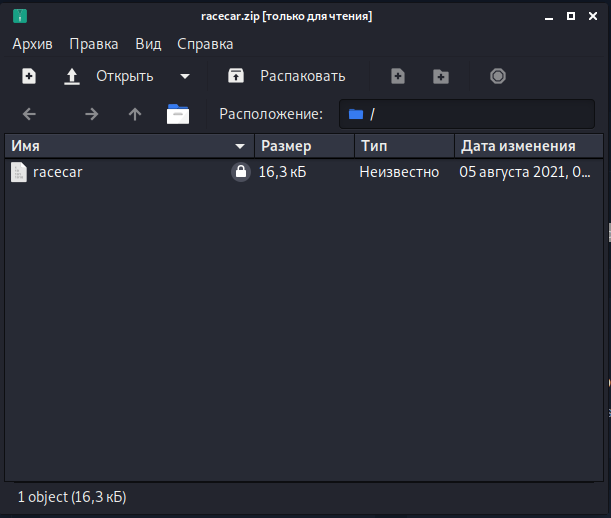 racecar.zip [только для чтения]
Архив Правка Вид Справка
Открыть Распаковать
Расположение: /
Имя Размер Тип Дата изменения
racecar 16,3 кБ Неизвестно 05 августа 2021, 0...
1 object (16,3 кБ)